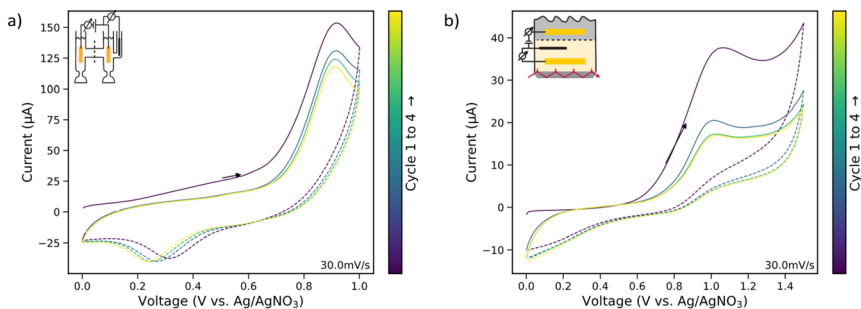 a)
150
125
100
75
50
25
0
−25
Current (μA)
0.0 0.2 0.4 0.6 0.8 1.0
Voltage (V vs. Ag/AgNO3)
30.0mV/s
Cycle 1 to 4 →
b)
40
30
20
10
0
−10
Current (μA)
0.0 0.2 0.4 0.6 0.8 1.0 1.2 1.4
Voltage (V vs. Ag/AgNO3)
30.0mV/s
Cycle 1 to 4 →